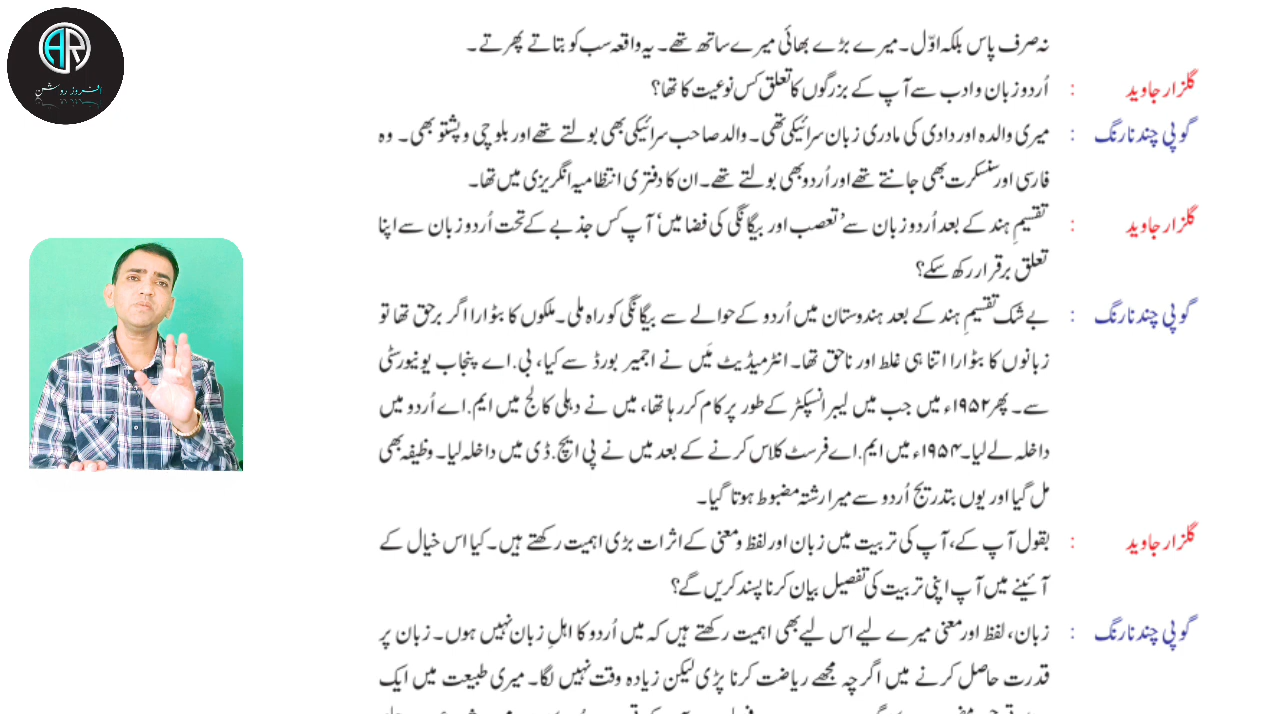 AR
افروز روشن
نہ صرف پاس بلکہ اوّل۔ میرے بڑے بھائی میرے ساتھ تھے۔ یہ واقعہ سب کو بتاتے پھرتے۔
گلزار جاوید : اُردو زبان و ادب سے آپ کے بزرگوں کا تعلق کس نوعیت کا تھا؟
گوپی چند نارنگ : میری والدہ اور دادی کی مادری زبان سرائیکی تھی۔ والد صاحب سرائیکی بھی بولتے تھے اور بلوچی و پشتو بھی۔ وہ
فارسی اور سنسکرت بھی جانتے تھے اور اُردو بھی بولتے تھے۔ ان کا دفتری انتظامیہ انگریزی میں تھا۔
گلزار جاوید : تقسیمِ ہند کے بعد اُردو زبان سے ’تعصب اور بیگانگی کی فضا میں‘ آپ کس جذبے کے تحت اُردو زبان سے اپنا
تعلق برقرار رکھ سکے؟
گوپی چند نارنگ : بے شک تقسیمِ ہند کے بعد ہندوستان میں اُردو کے حوالے سے بیگانگی کو راہ ملی۔ ملکوں کا بٹوارا اگر برحق تھا تو
زبانوں کا بٹوارا اتنا ہی غلط اور ناحق تھا۔ انٹرمیڈیٹ میَں نے اجمیر بورڈ سے کیا، بی.اے پنجاب یونیورسٹی
سے۔ پھر ۱۹۵۲ء میں جب میں لیبر انسپکٹر کے طور پر کام کر رہا تھا، میں نے دہلی کالج میں ایم.اے اُردو میں
داخلہ لے لیا۔ ۱۹۵۴ء میں ایم.اے فرسٹ کلاس کرنے کے بعد میں نے پی ایچ.ڈی میں داخلہ لیا۔ وظیفہ بھی
مل گیا اور یوں بتدریج اُردو سے میرا رشتہ مضبوط ہوتا گیا۔
گلزار جاوید : بقول آپ کے، آپ کی تربیت میں زبان اور لفظ و معنی کے اثرات بڑی اہمیت رکھتے ہیں۔ کیا اس خیال کے
آئینے میں آپ اپنی تربیت کی تفصیل بیان کرنا پسند کریں گے؟
گوپی چند نارنگ : زبان، لفظ اور معنی میرے لیے اس لیے بھی اہمیت رکھتے ہیں کہ میں اُردو کا اہلِ زبان نہیں ہوں۔ زبان پر
قدرت حاصل کرنے میں اگرچہ مجھے ریاضت کرنا پڑی لیکن زیادہ وقت نہیں لگا۔ میری طبیعت میں ایک